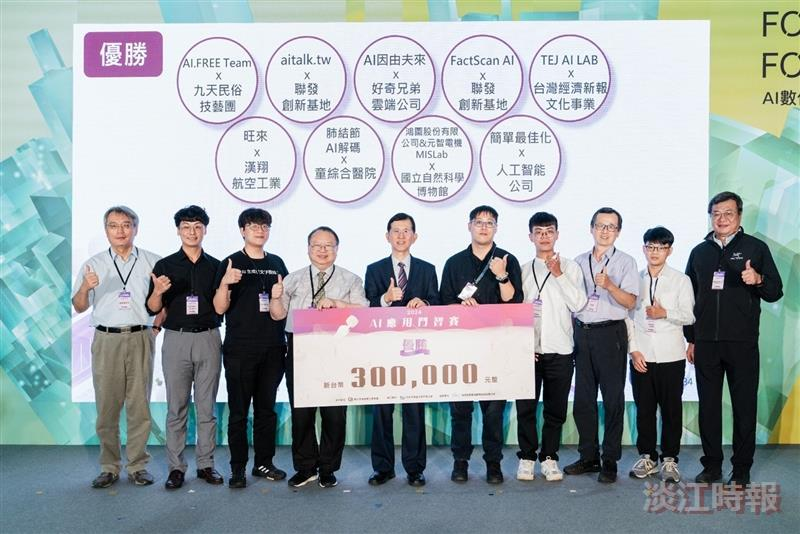 優勝
AI.FREE Team
x
九天民俗
技藝團
aitalk.tw
x
聯發
創新基地
AI因由夫來
x
好奇兄弟
雲端公司
FactScan AI
x
聯發
創新基地
TEJ AI LAB
x
台灣經濟新報
文化事業
旺來
x
漢翔
航空工業
肺結節
AI解碼
x
童綜合醫院
鴻圖股份有限
公司&元智電機
MISLab
x
國立自然科學
博物館
簡單最佳化
x
人工智能
公司
FO
FO
AI數位
2024
AI應用鬥智賽
優勝
新台幣 300,000 元整
淡江時報